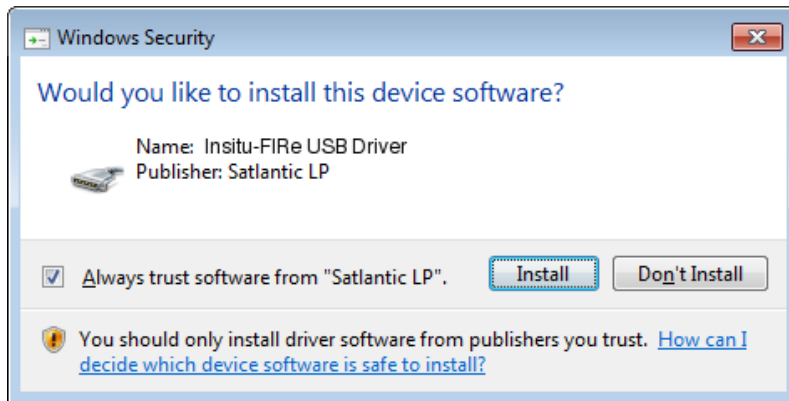 Windows Security
Would you like to install this device software?
Name: Insitu-FIRe USB Driver
Publisher: Satlantic LP
Always trust software from "Satlantic LP".
Install
Don't Install
You should only install driver software from publishers you trust. How can I
decide which device software is safe to install?